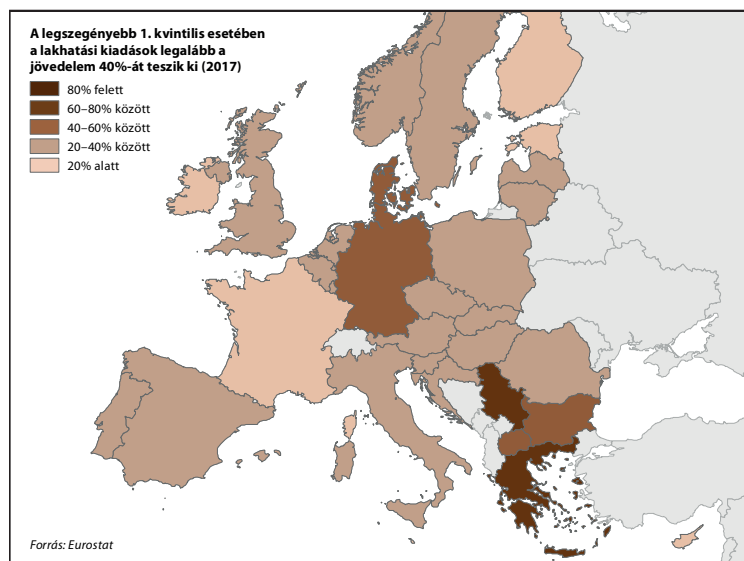 A legszegényebb 1. kvintilis esetében
a lakhatási kiadások legalább a
jövedelem 40%-át teszik ki (2017)
80% felett
60–80% között
40–60% között
20–40% között
20% alatt
Forrás: Eurostat